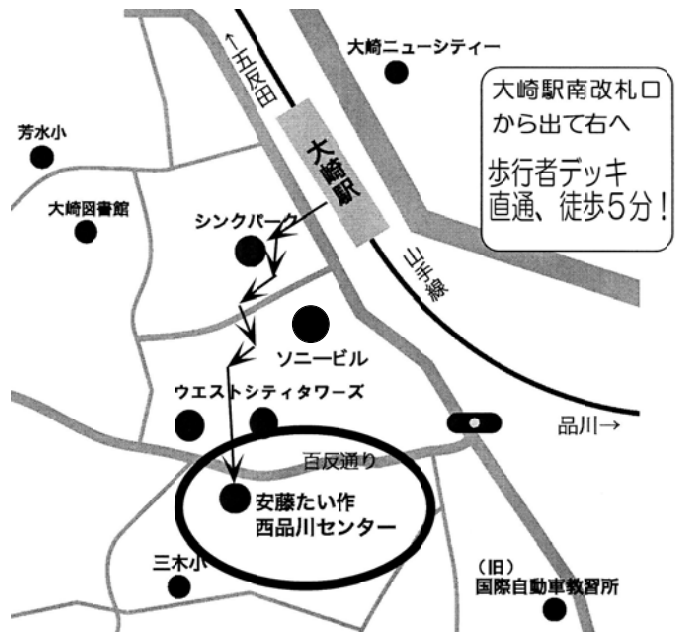 ←五反田
大崎ニューシティー
大崎駅南改札口
から出て右へ
歩行者デッキ
直通、徒歩5分!
芳水小
大崎駅
大崎図書館
シンクパーク
山手線
ソニービル
ウエストシティタワーズ
品川→
百反通り
安藤たい作
西品川センター
三木小
(旧)
国際自動車教習所